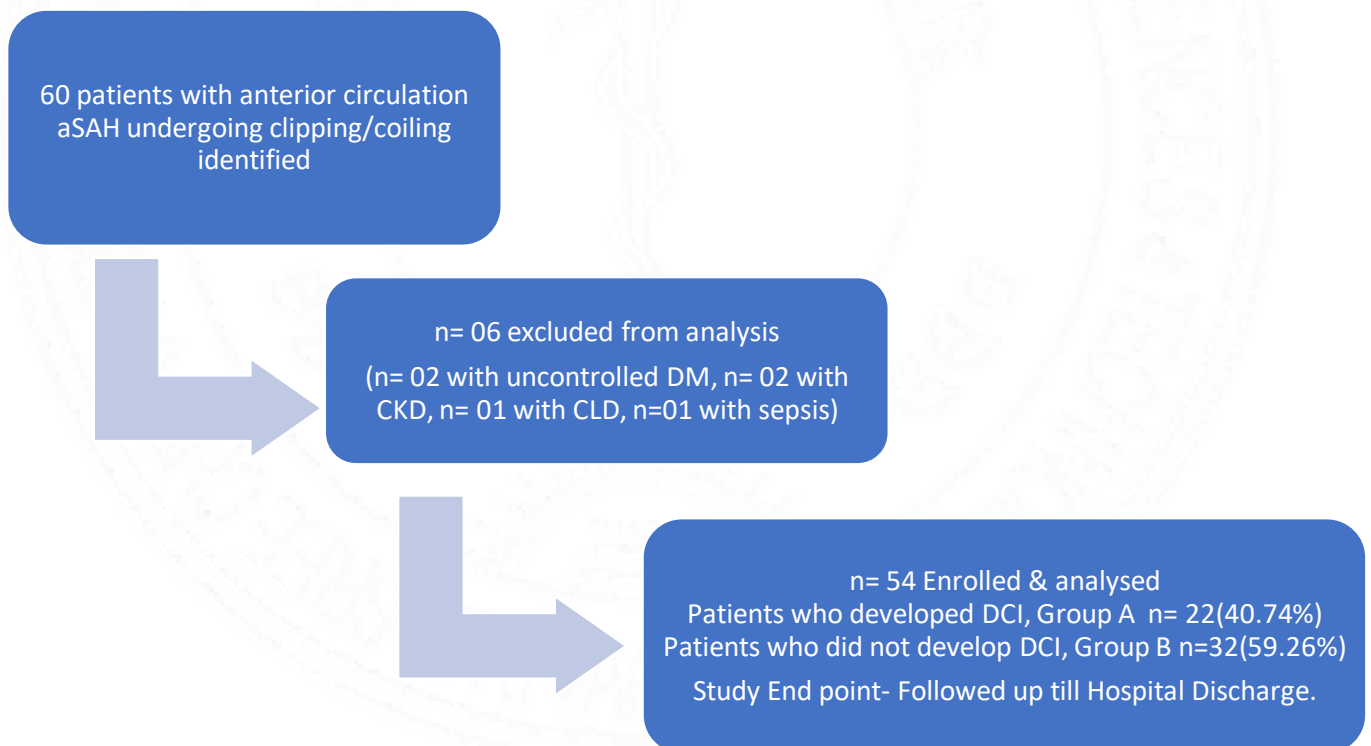 60 patients with anterior circulation
aSAH undergoing clipping/coiling
identified
n= 06 excluded from analysis
(n= 02 with uncontrolled DM, n= 02 with
CKD, n= 01 with CLD, n=01 with sepsis)
n= 54 Enrolled & analysed
Patients who developed DCI, Group A n= 22(40.74%)
Patients who did not develop DCI, Group B n=32(59.26%)
Study End point- Followed up till Hospital Discharge.